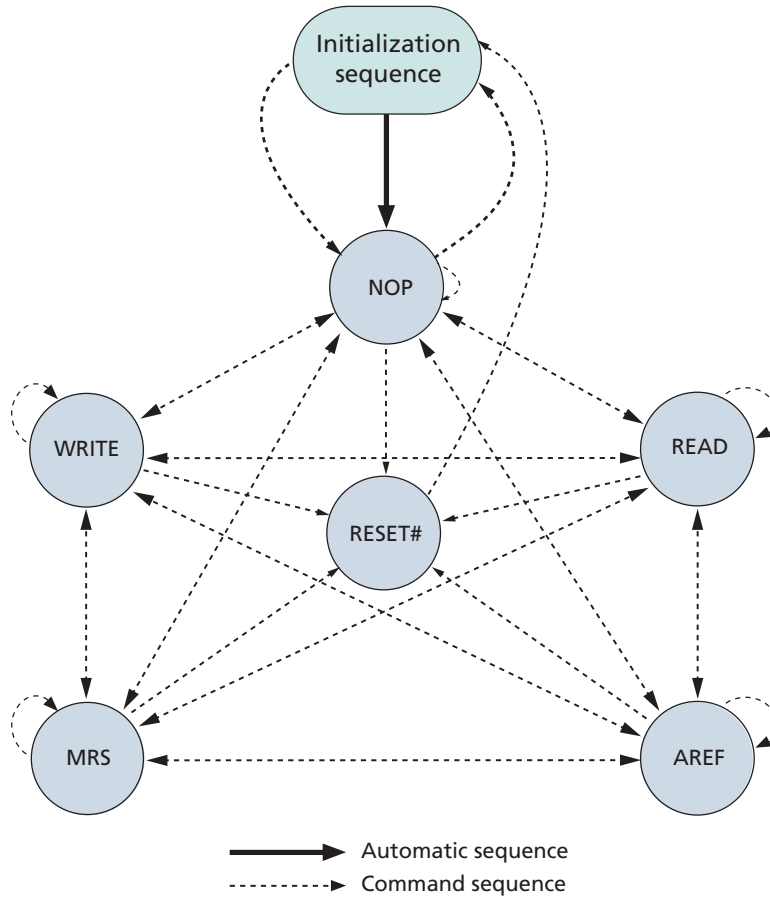 Initialization
sequence
NOP
WRITE
READ
RESET#
MRS
AREF
Automatic sequence
Command sequence